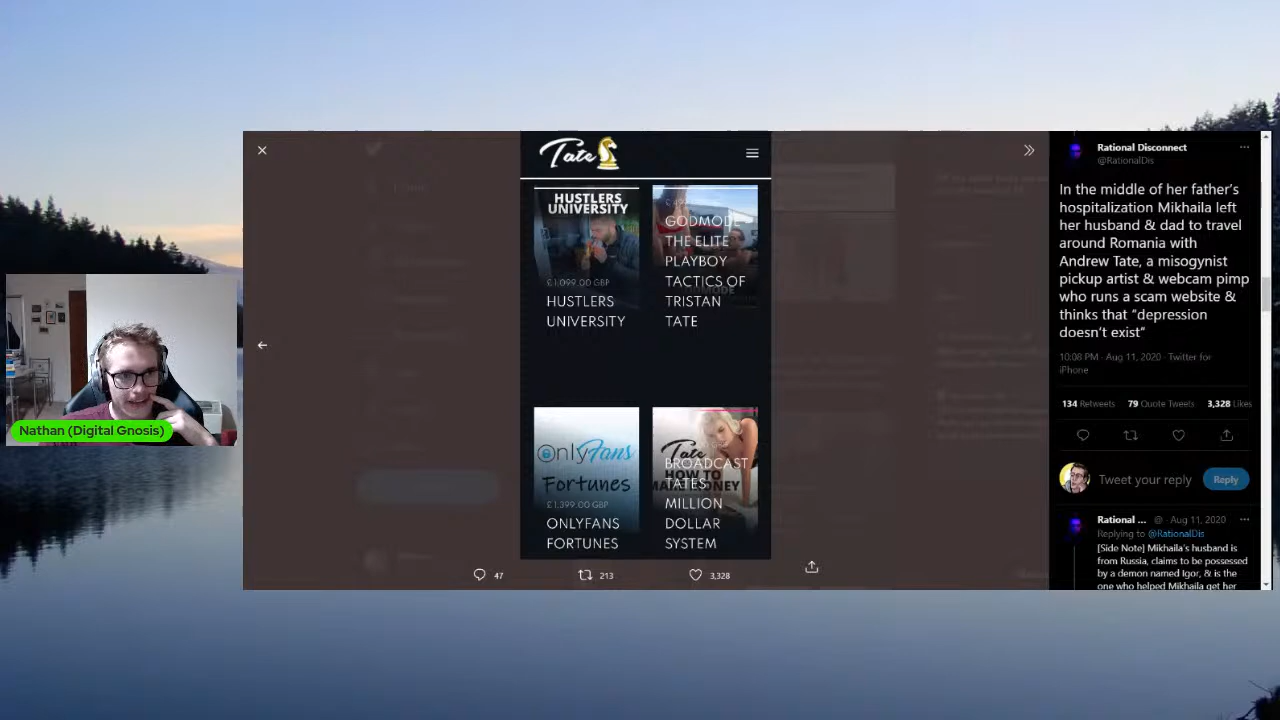 Tate
HUSTLERS
UNIVERSITY
£1,099.00 GBP
HUSTLERS
UNIVERSITY
GODMODE -
THE ELITE
PLAYBOY
TACTICS OF
TRISTAN
TATE
OnlyFans
Fortunes
£1,399.00 GBP
ONLYFANS
FORTUNES
Tate
HOW TO
BROADCAST
TATES
MILLION
DOLLAR
SYSTEM
47
213
3,328
Nathan (Digital Gnosis)
Rational Disconnect
@RationalDis
In the middle of her father's
hospitalization Mikhaila left
her husband & dad to travel
around Romania with
Andrew Tate, a misogynist
pickup artist & webcam pimp
who runs a scam website &
thinks that "depression
doesn't exist"
10:08 PM · Aug 11, 2020 · Twitter for
iPhone
134 Retweets 79 Quote Tweets 3,328 Likes
Tweet your reply
Reply
Rational ... @ · Aug 11, 2020
Replying to @RationalDis
[Side Note] Mikhaila's husband is
from Russia, claims to be possessed
by a demon named Igor, & is the
one who helped Mikhaila get her